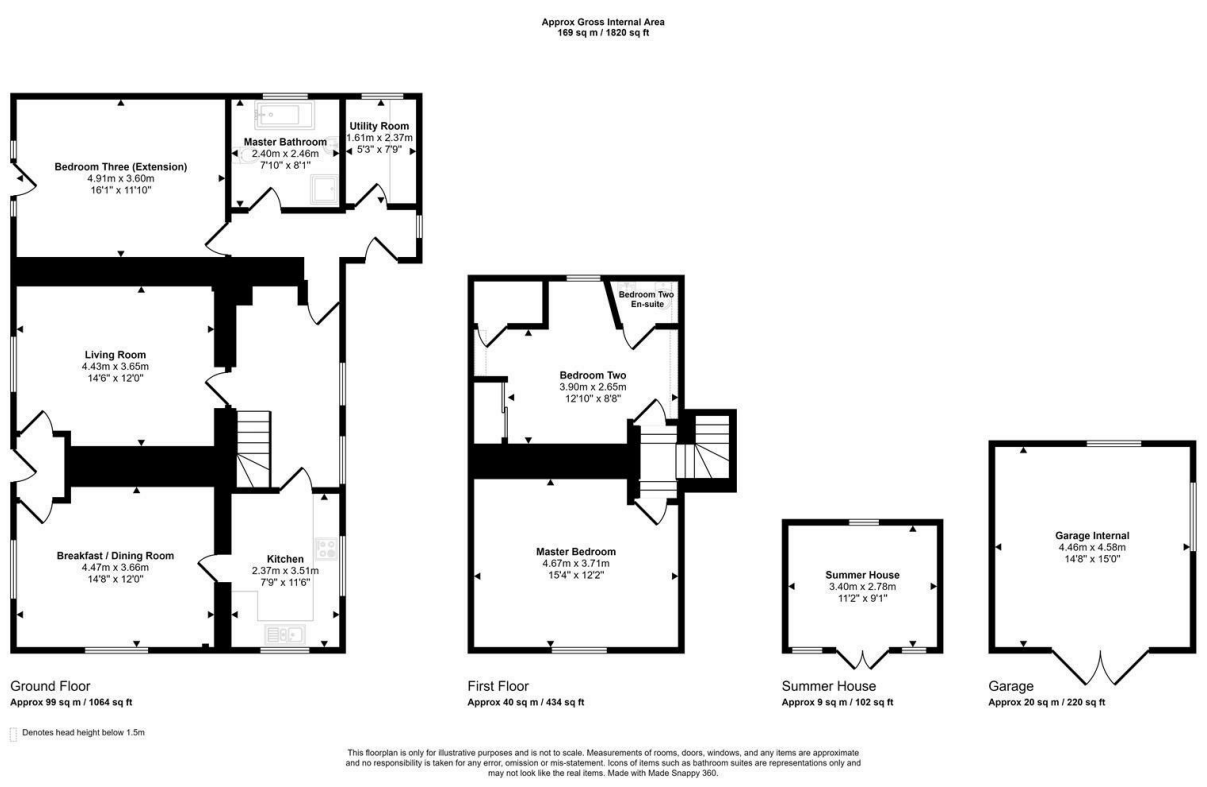 Approx Gross Internal Area
169 sq m / 1820 sq ft
Bedroom Three (Extension)
4.91m x 3.60m
16'1" x 11'10"
Master Bathroom
2.40m x 2.46m
7'10" x 8'1"
Utility Room
1.61m x 2.37m
5'3" x 7'9"
Living Room
4.43m x 3.65m
14'6" x 12'0"
Breakfast / Dining Room
4.47m x 3.66m
14'8" x 12'0"
Kitchen
2.37m x 3.51m
7'9" x 11'6"
Bedroom Two
En-suite
Bedroom Two
3.90m x 2.65m
12'10" x 8'8"
Master Bedroom
4.67m x 3.71m
15'4" x 12'2"
Summer House
3.40m x 2.78m
11'2" x 9'1"
Garage Internal
4.46m x 4.58m
14'8" x 15'0"
Ground Floor
Approx 99 sq m / 1064 sq ft
First Floor
Approx 40 sq m / 434 sq ft
Summer House
Approx 9 sq m / 102 sq ft
Garage
Approx 20 sq m / 220 sq ft
Denotes head height below 1.5m
This floorplan is only for illustrative purposes and is not to scale. Measurements of rooms, doors, windows, and any items are approximate
and no responsibility is taken for any error, omission or mis-statement. Icons of items such as bathroom suites are representations only and
may not look like the real items. Made with Made Snappy 360.